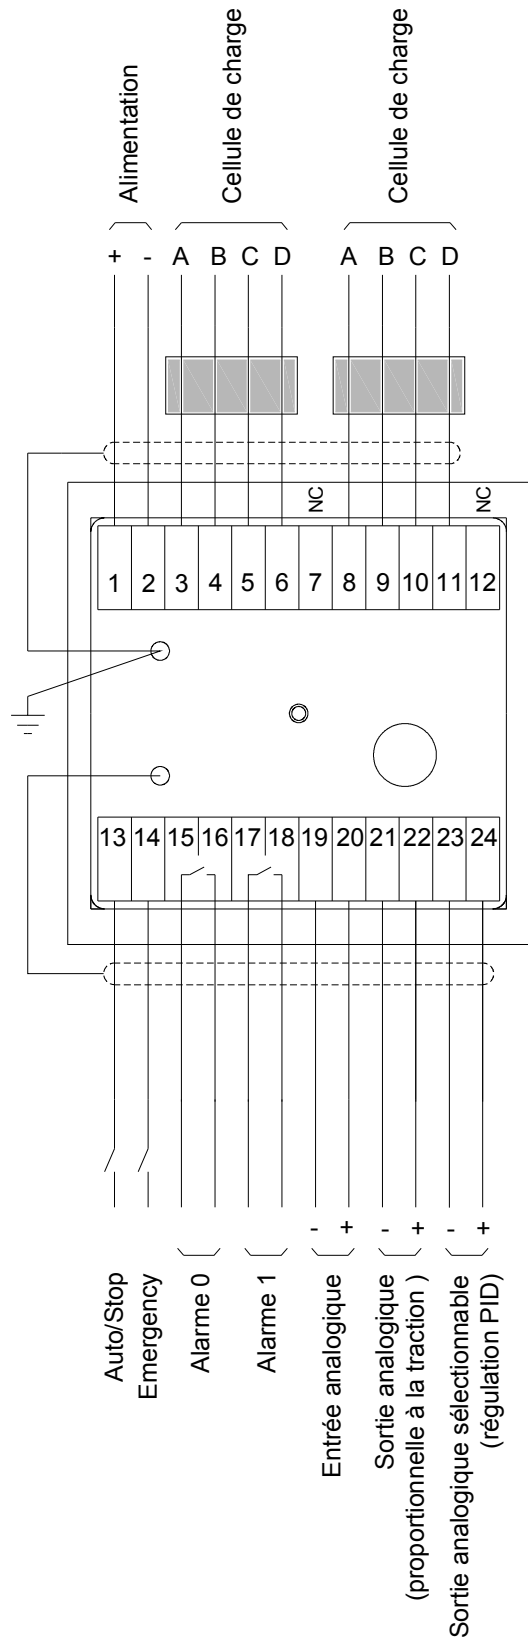 Alimentation
Cellule de charge
Cellule de charge
+ - A B C D A B C D
NC NC
1 2 3 4 5 6 7 8 9 10 11 12
13 14 15 16 17 18 19 20 21 22 23 24
- + - + - +
Auto/Stop
Emergency
Alarme 0
Alarme 1
Entrée analogique
Sortie analogique
(proportionnelle à la traction )
Sortie analogique sélectionnable
(régulation PID)